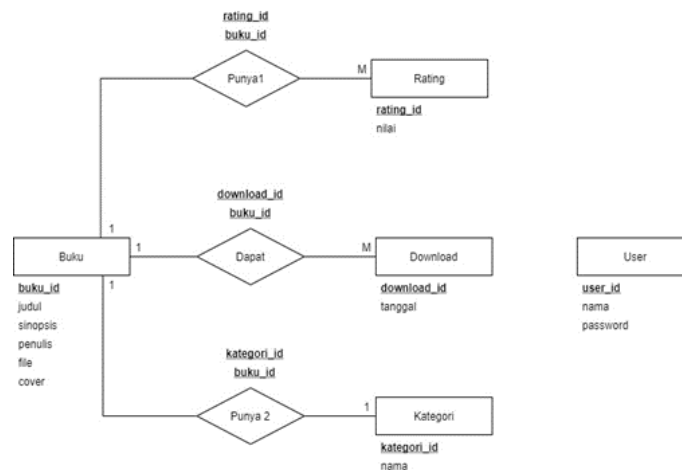 rating_id
buku_id
Punya1
M
Rating
rating_id
nilai
download_id
buku_id
1
Buku
1
Dapat
M
Download
User
1
buku_id
judul
sinopsis
penulis
file
cover
download_id
tanggal
user_id
nama
password
kategori_id
buku_id
Punya 2
1
Kategori
kategori_id
nama